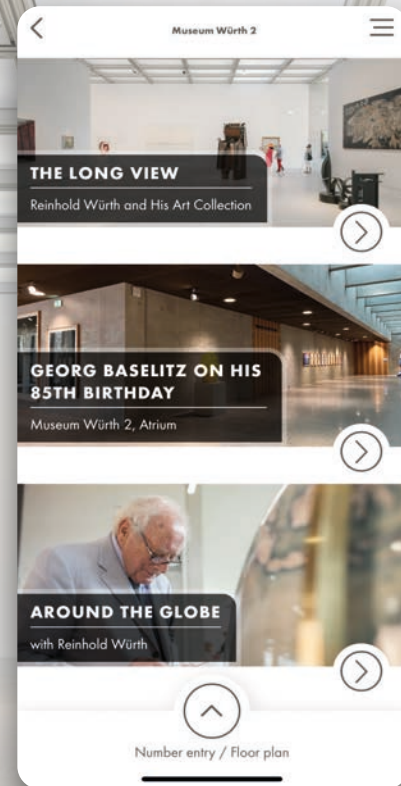 Museum Würth 2
THE LONG VIEW
Reinhold Würth and His Art Collection
GEORG BASELITZ ON HIS
85TH BIRTHDAY
Museum Würth 2, Atrium
AROUND THE GLOBE
with Reinhold Würth
Number entry / Floor plan